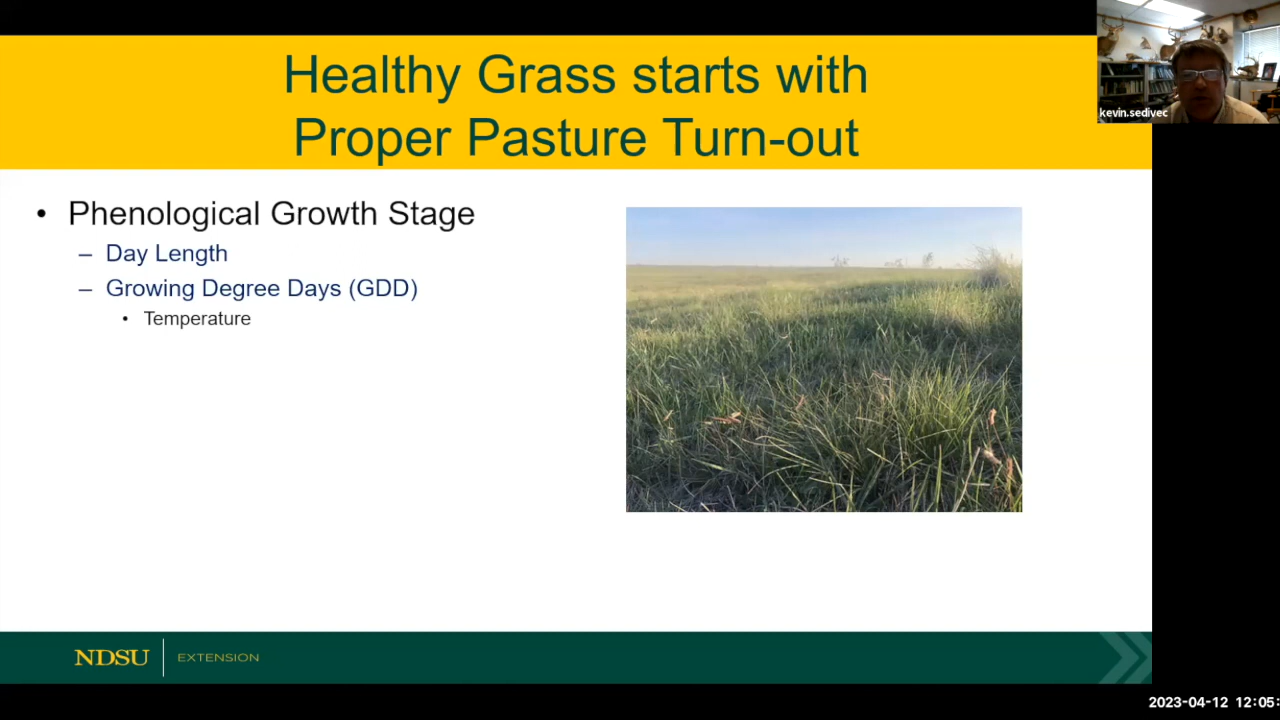 Healthy Grass starts with
Proper Pasture Turn-out
kevin.sedivec
• Phenological Growth Stage
– Day Length
– Growing Degree Days (GDD)
• Temperature
NDSU EXTENSION
2023-04-12 12:05: